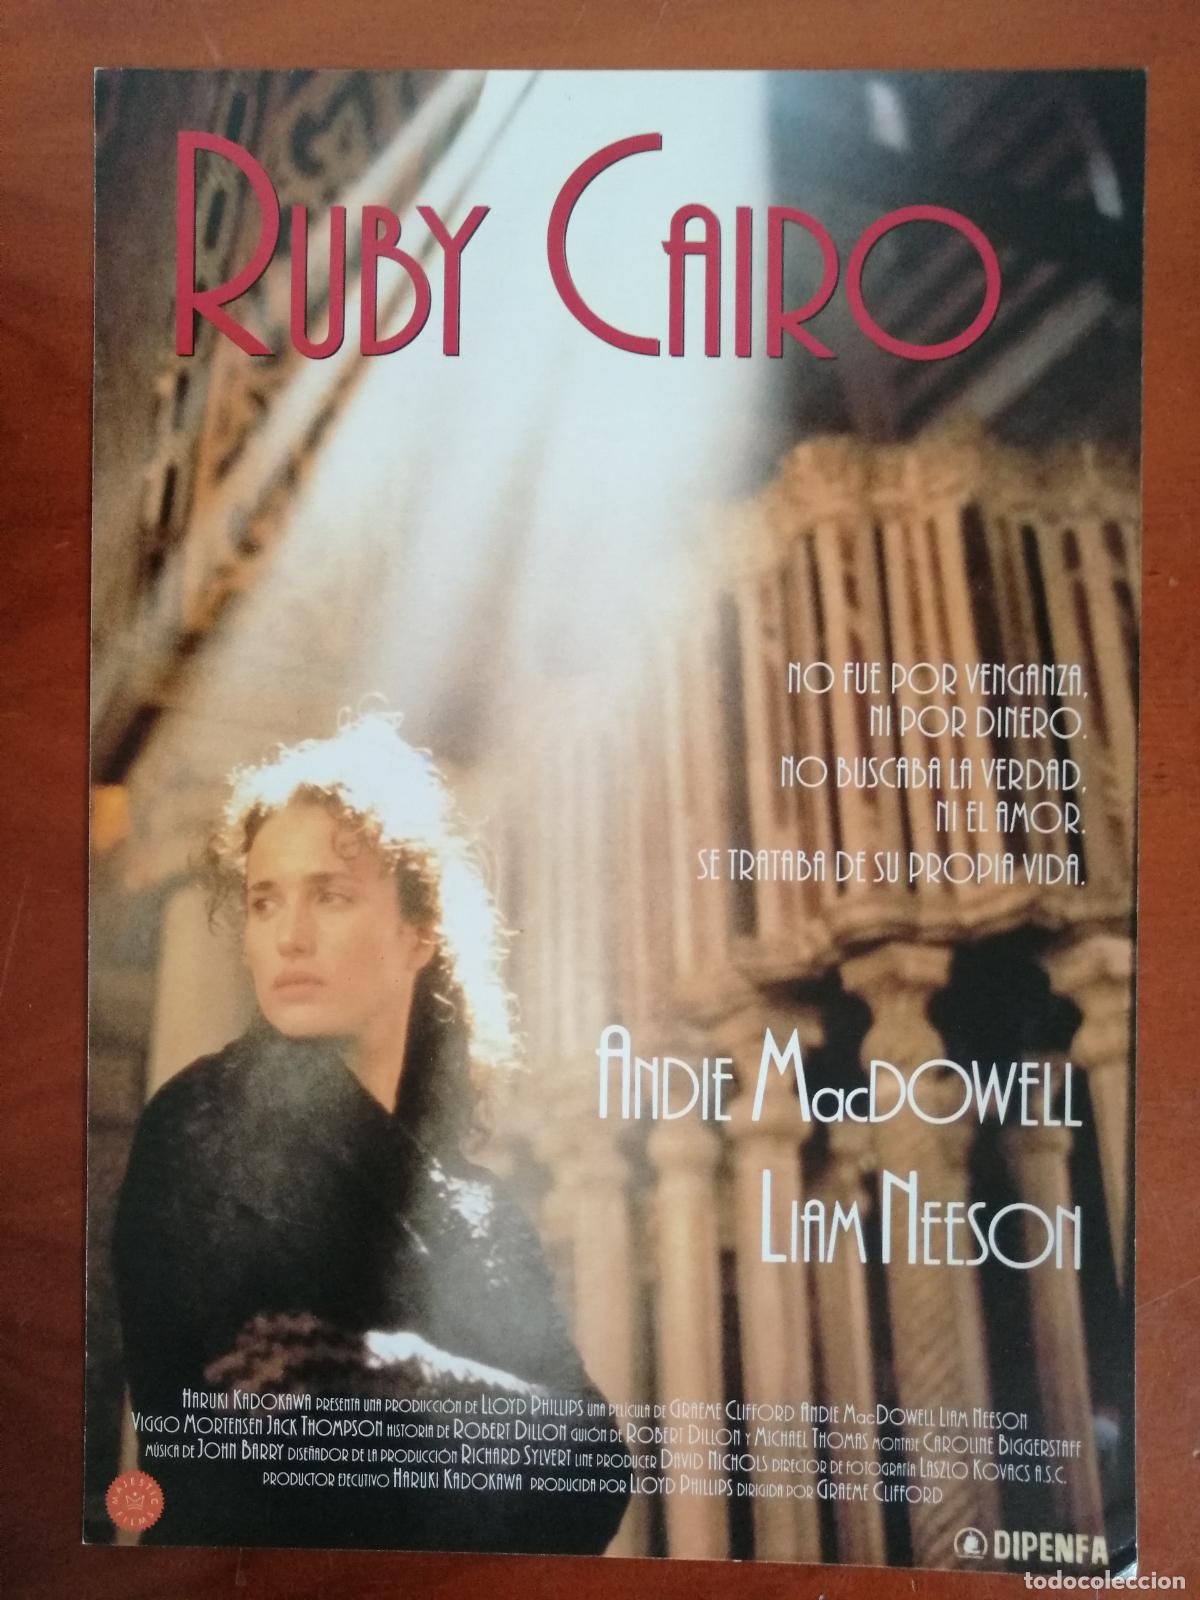 RUBY CAIRO
NO FUE POR VENGANZA,
NI POR DINERO.
NO BUSCABA LA VERDAD,
NI EL AMOR.
SE TRATABA DE SU PROPIA VIDA.
ANDIE MacDOWELL
LIAM NEESON
HARUKI KADOKAWA PRESENTA UNA PRODUCCIÓN DE LLOYD PHILLIPS UNA PELÍCULA DE GRAEME CLIFFORD ANDIE MacDOWELL LIAM NEESON
VIGGO MORTENSEN JACK THOMPSON HISTORIA DE ROBERT DILLON GUIÓN DE ROBERT DILLON Y MICHAEL THOMAS MONTAJE CAROLINE BIGGERSTAFF
MÚSICA DE JOHN BARRY DISEÑADOR DE LA PRODUCCIÓN RICHARD SYLVERT LINE PRODUCER DAVID NICHOLS DIRECTOR DE FOTOGRAFÍA LASZLO KOVACS A.S.C.
PRODUCTOR EJECUTIVO HARUKI KADOKAWA PRODUCIDA POR LLOYD PHILLIPS DIRIGIDA POR GRAEME CLIFFORD
MAJESTIC FILMS
DIPENFA
todocoleccion